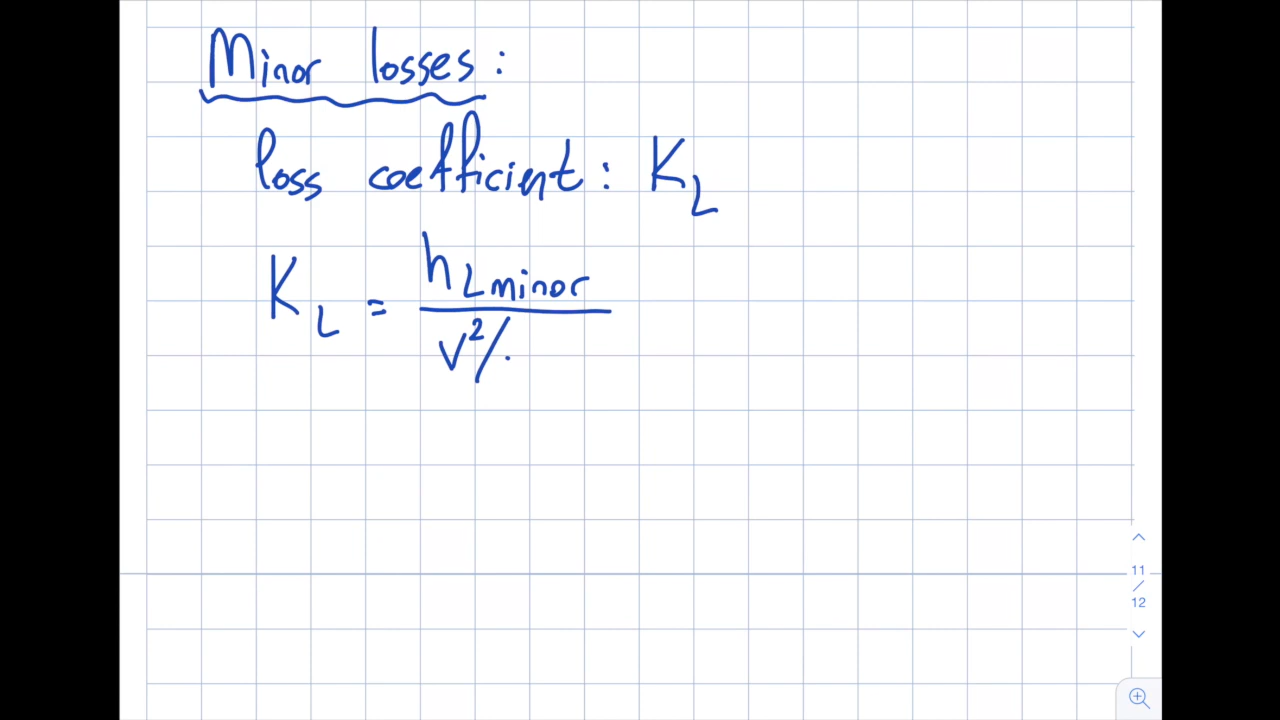 Minor losses:
loss coefficient: K_L
K_L = h_L minor / (V²/.
11
/
12